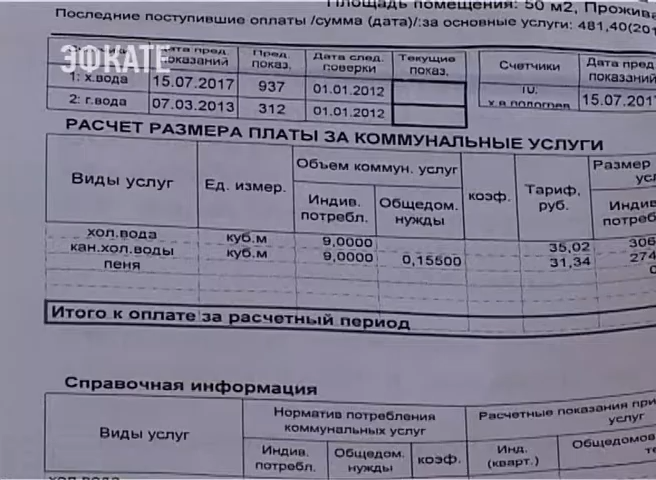 Площадь помещения: 50 м2, Прожива
Последние поступившие оплаты /сумма (дата)/:за основные услуги: 481,40(201
ЭФКАТЕ
Дата пред. показаний
Пред. показ.
Дата след. поверки
Текущие показ.
Счетчики
Дата пред показаний
1: х.вода 15.07.2017 937 01.01.2012
15.07.2017
2: г.вода 07.03.2013 312 01.01.2012
РАСЧЕТ РАЗМЕРА ПЛАТЫ ЗА КОММУНАЛЬНЫЕ УСЛУГИ
Виды услуг
Ед. измер.
Объем коммун. услуг
Индив. потребл.
Общедом. нужды
коэф.
Тариф, руб.
Размер
усл
Индив
потреб
хол.вода куб.м 9,0000 35,02 306
кан.хол.воды куб.м 9,0000 0,15500 31,34 274
пеня
Итого к оплате за расчетный период
Справочная информация
Виды услуг
Норматив потребления
коммунальных услуг
Индив. потребл.
Общедом. нужды
коэф.
Расчетные показания при
услуг
Инд. (кварт.)
Общедомов